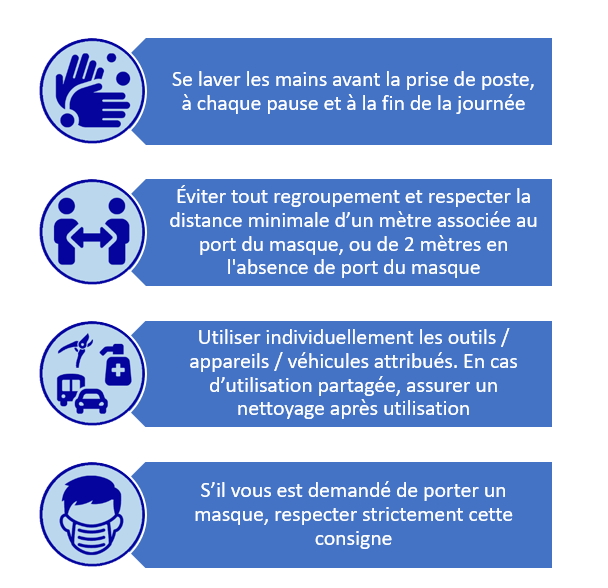 Se laver les mains avant la prise de poste,
à chaque pause et à la fin de la journée
Éviter tout regroupement et respecter la
distance minimale d’un mètre associée au
port du masque, ou de 2 mètres en
l'absence de port du masque
Utiliser individuellement les outils /
appareils / véhicules attribués. En cas
d’utilisation partagée, assurer un
nettoyage après utilisation
S’il vous est demandé de porter un
masque, respecter strictement cette
consigne